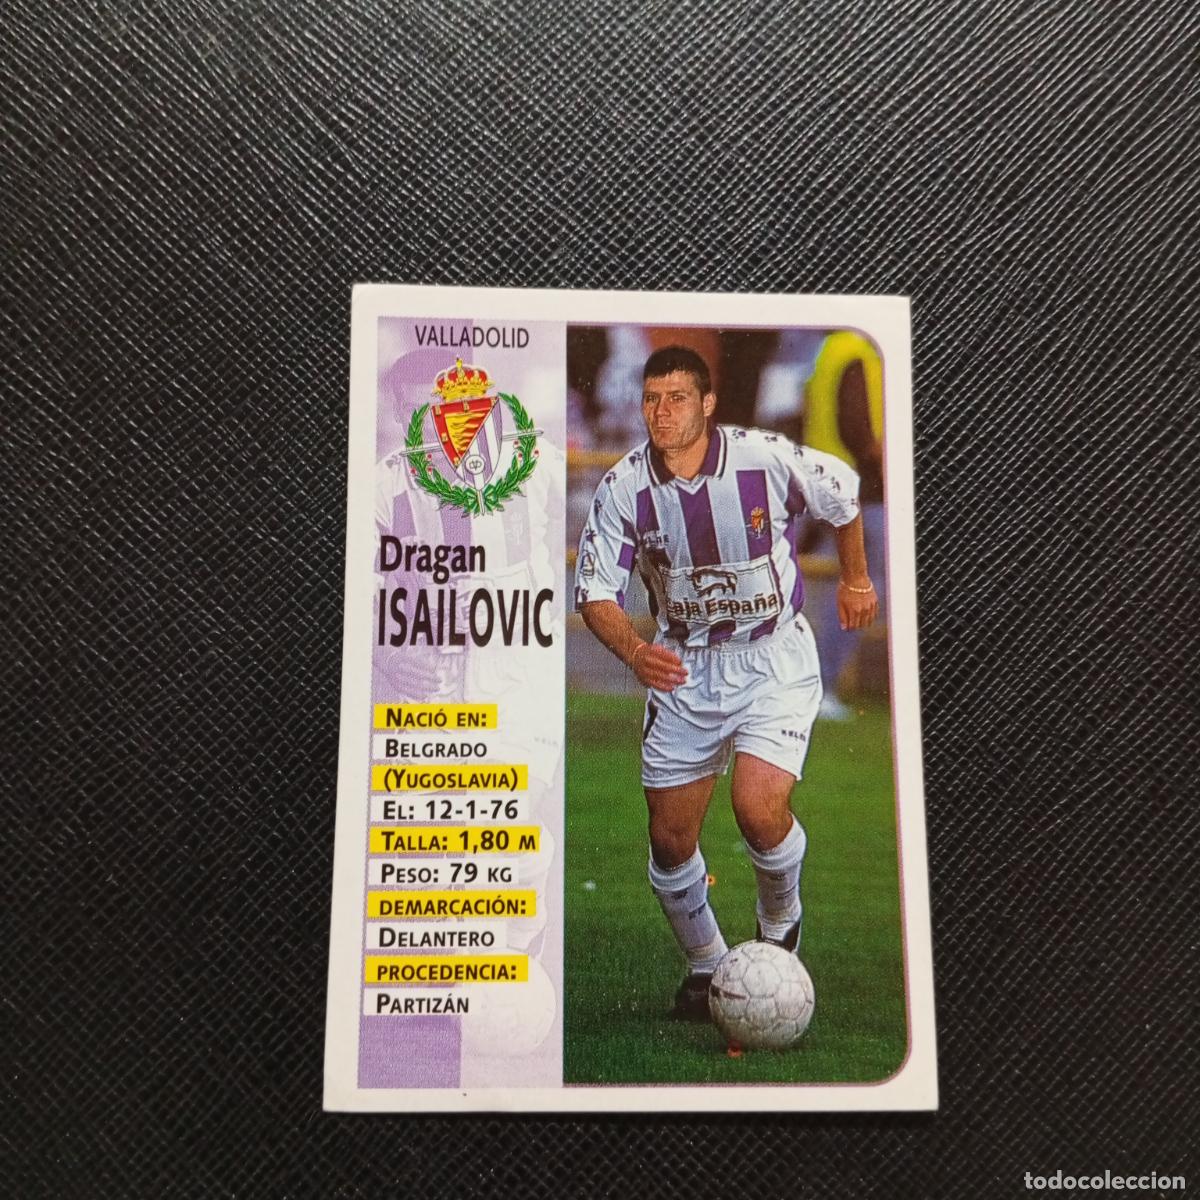 VALLADOLID
Dragan
ISAILOVIC
NACIÓ EN:
BELGRADO
(YUGOSLAVIA)
EL: 12-1-76
TALLA: 1,80 M
PESO: 79 KG
DEMARCACIÓN:
DELANTERO
PROCEDENCIA:
PARTIZÁN
Caja España
KELME
todocoleccion